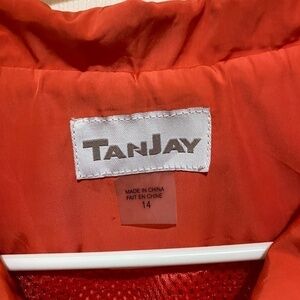 TANJAY
MADE IN CHINA
FAIT EN CHINE
14